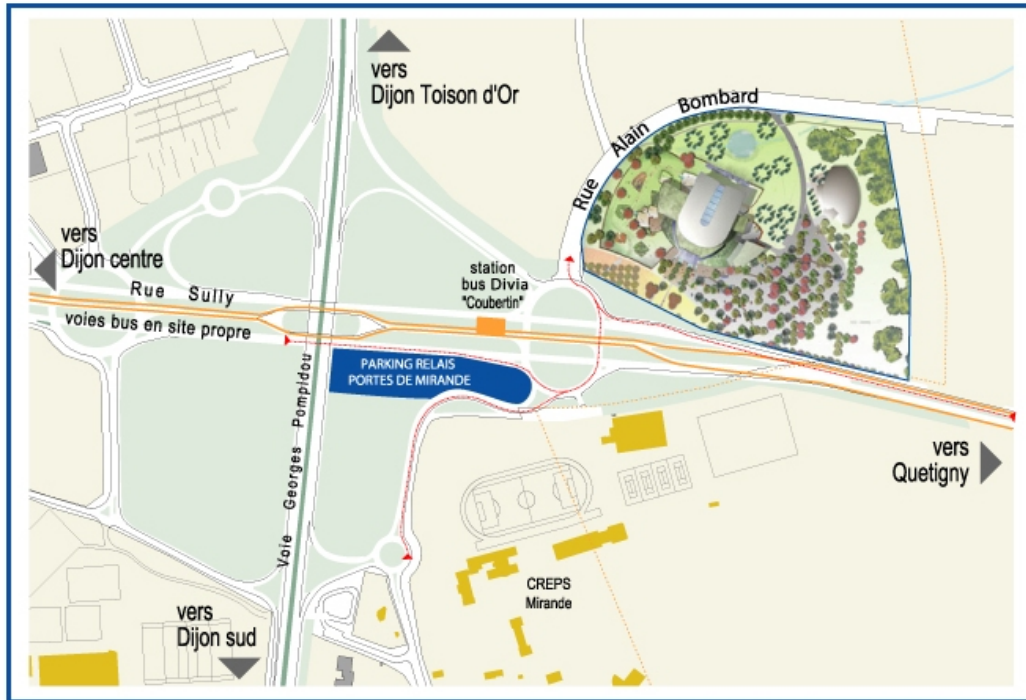 vers
Dijon Toison d'Or
Rue Alain Bombard
vers
Dijon centre
station
bus Divia
"Coubertin"
Rue Sully
voies bus en site propre
PARKING RELAIS
PORTES DE MIRANDE
Voie Georges Pompidou
vers
Quetigny
CREPS
Mirande
vers
Dijon sud